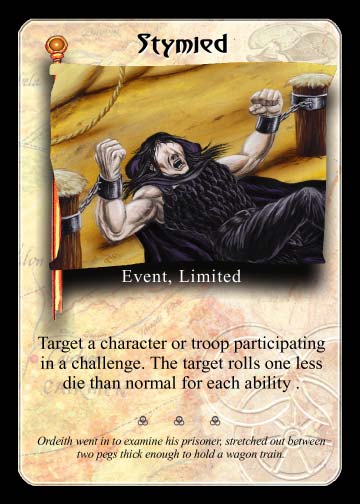 Stymied
Event, Limited
Target a character or troop participating
in a challenge. The target rolls one less
die than normal for each ability .
Ordeith went in to examine his prisoner, stretched out between
two pegs thick enough to hold a wagon train.